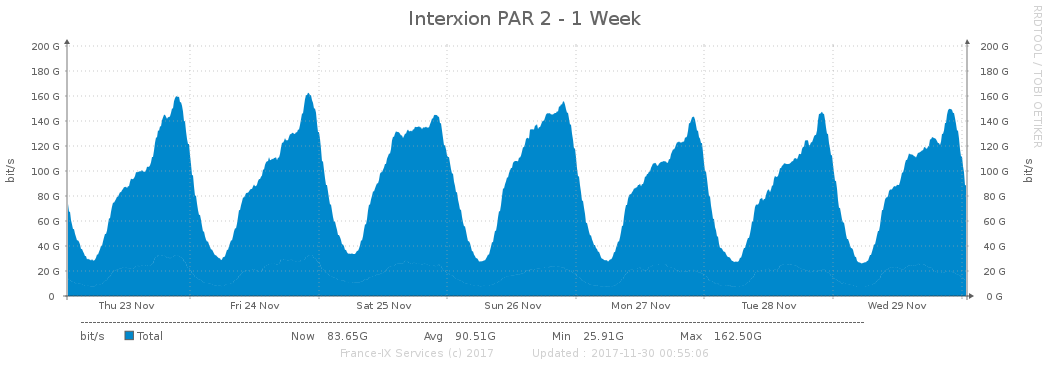 Interxion PAR 2 - 1 Week
RRDTOOL / TOBI OETIKER
bit/s
200 G 200 G
180 G 180 G
160 G 160 G
140 G 140 G
120 G 120 G
100 G 100 G
80 G 80 G
60 G 60 G
40 G 40 G
20 G 20 G
0 0 G
bit/s
Thu 23 Nov Fri 24 Nov Sat 25 Nov Sun 26 Nov Mon 27 Nov Tue 28 Nov Wed 29 Nov
bit/s Total Now 83.65G Avg 90.51G Min 25.91G Max 162.50G
France-IX Services (c) 2017 Updated : 2017-11-30 00:55:06